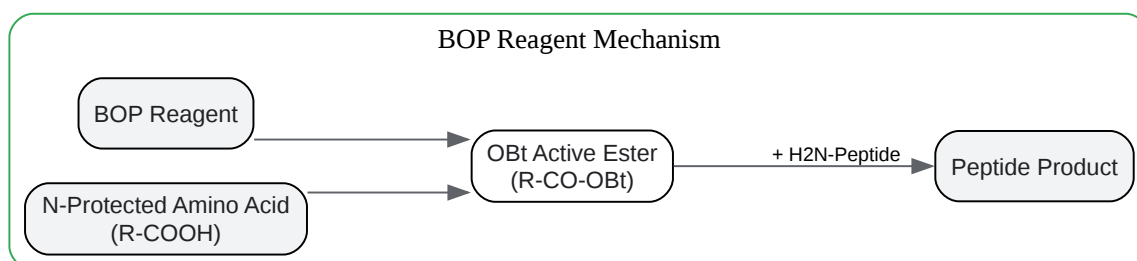 BOP Reagent Mechanism
BOP Reagent
N-Protected Amino Acid
(R-COOH)
OBt Active Ester
(R-CO-OBt)
+ H2N-Peptide
Peptide Product